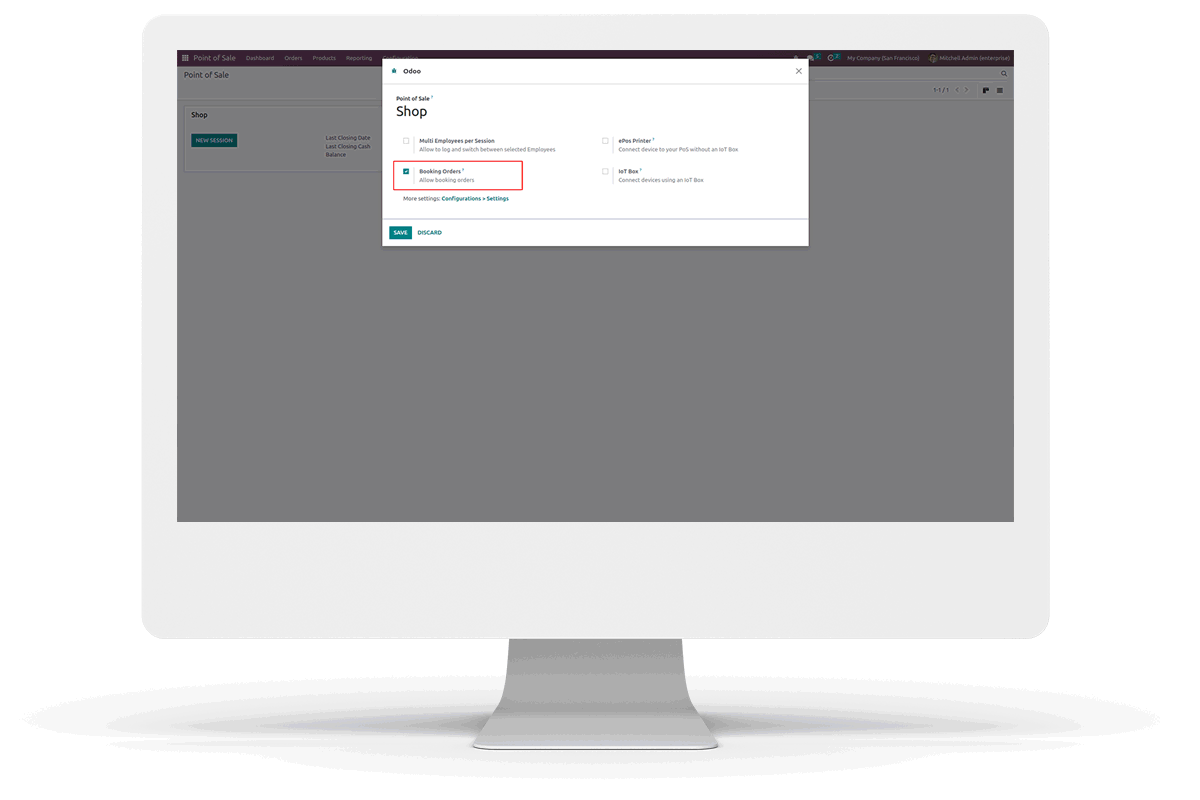 Point of Sale Dashboard Orders Products Reporting My Company (San Francisco) Mitchell Admin (enterprise)
Point of Sale
1-1 / 1
Shop
NEW SESSION
Last Closing Date
Last Closing Cash
Balance
Odoo
Point of Sale ?
Shop
Multi Employees per Session
Allow to log and switch between selected Employees
ePos Printer ?
Connect device to your PoS without an IoT Box
Booking Orders ?
Allow booking orders
IoT Box ?
Connect devices using an IoT Box
More settings: Configurations > Settings
SAVE DISCARD